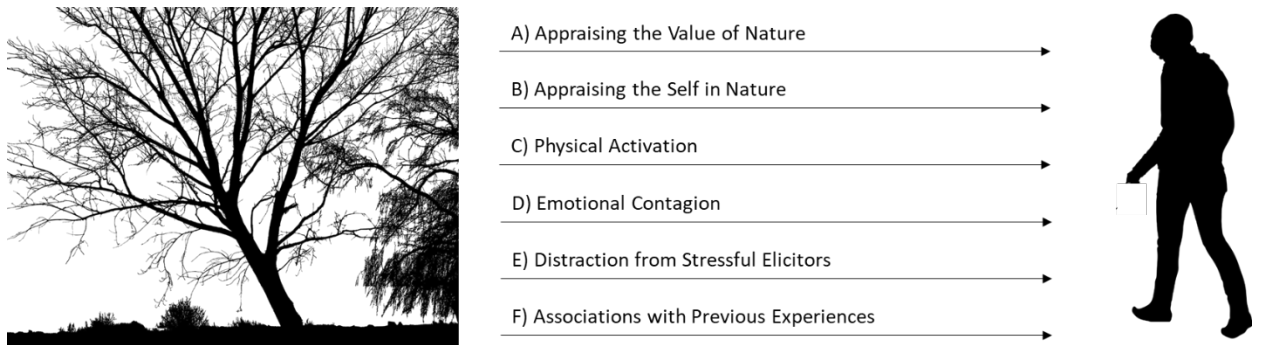 A) Appraising the Value of Nature
B) Appraising the Self in Nature
C) Physical Activation
D) Emotional Contagion
E) Distraction from Stressful Elicitors
F) Associations with Previous Experiences